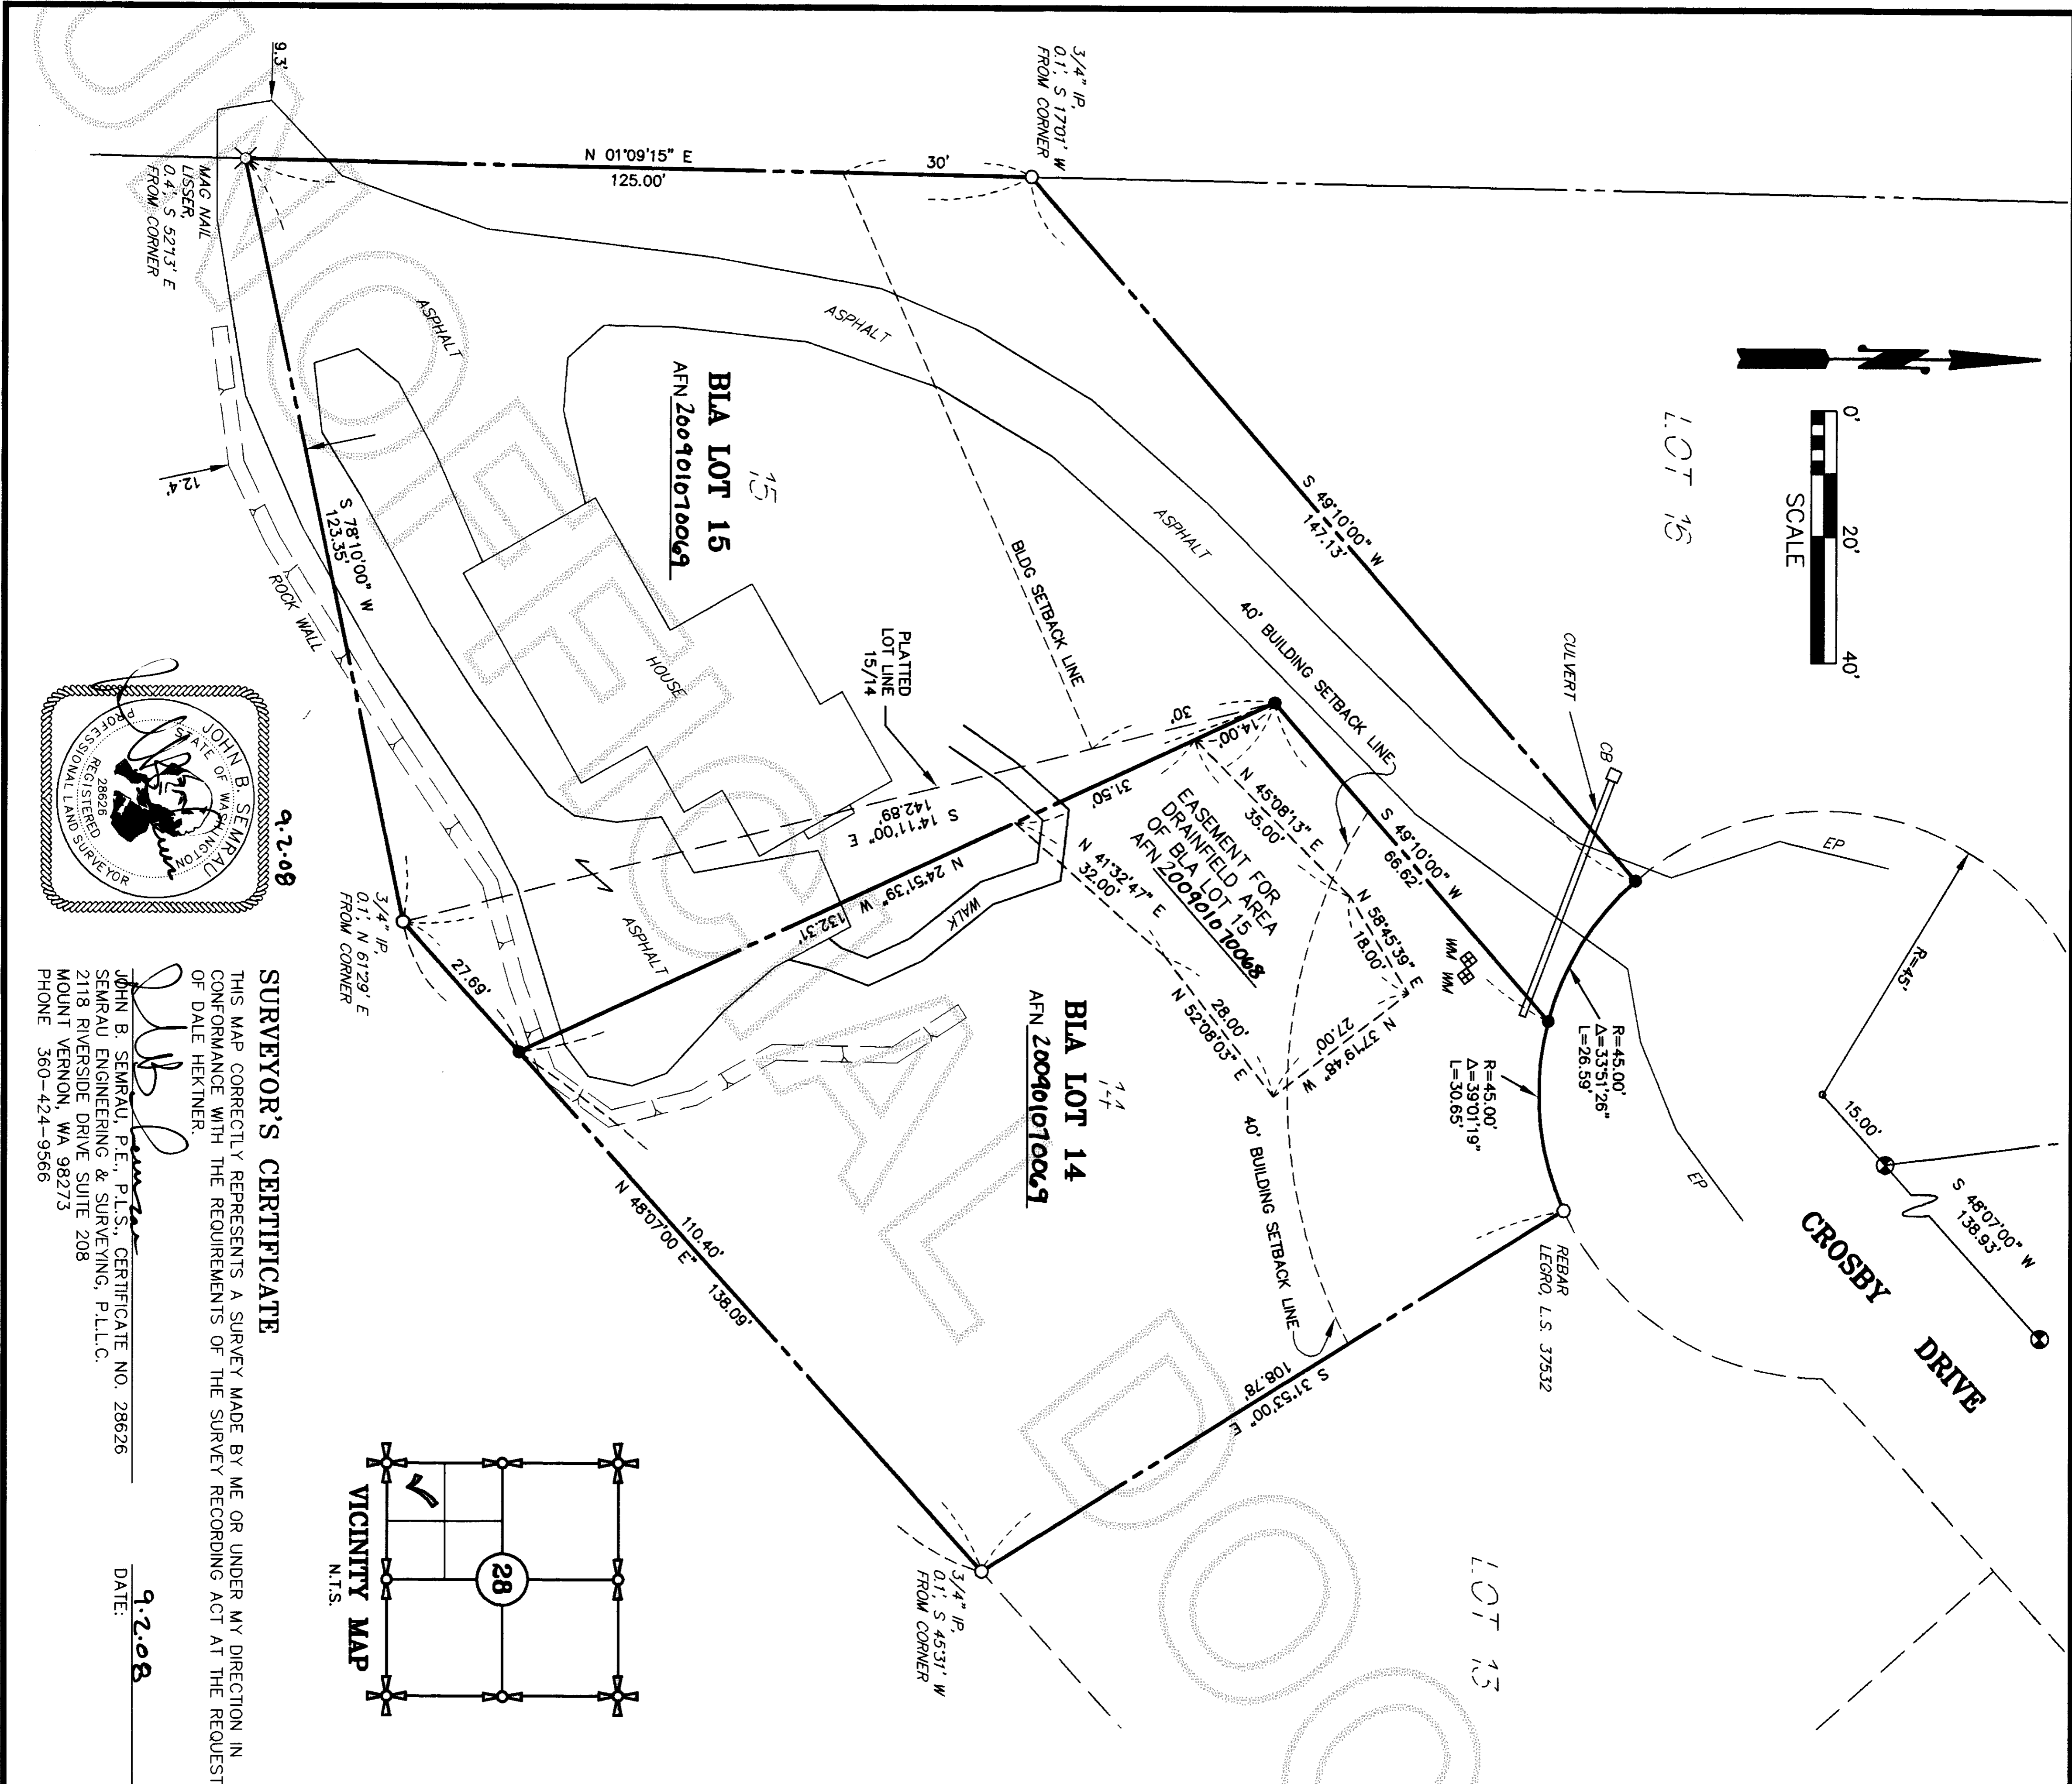 9.3'
3/4" IP,
0.1', S 17°01' W
FROM CORNER
N 01°09'15" E
125.00'
30'
MAG NAIL
LISSER,
0.4', S 52°13' E
FROM CORNER
ASPHALT
ASPHALT
ASPHALT
S 49°10'00" W
147.13'
LOT 16
0'
20'
40'
SCALE
15
BLA LOT 15
AFN 200901070069
BLDG SETBACK LINE
40' BUILDING SETBACK LINE
CULVERT
CB
12.4'
S 78°10'00" W
123.35'
ROCK WALL
HOUSE
PLATTED
LOT LINE
15/14
30'
14.00'
31.50'
S 14°11'00" E
142.89'
N 24°51'39" W
132.31'
N 45°08'13" E
35.00'
EASEMENT FOR
DRAINFIELD AREA
OF BLA LOT 15
AFN 200901070068
S 49°10'00" W
66.62'
N 58°45'39" E
18.00'
N 41°32'47" E
32.00'
28.00'
N 52°08'03" E
N 37°19'48" W
27.00'
WM WM
WALK
ASPHALT
3/4" IP,
0.1', N 61°29' E
FROM CORNER
27.69'
14
BLA LOT 14
AFN 200901070069
40' BUILDING SETBACK LINE
R=45.00'
Δ=33°51'26"
L=26.59'
R=45.00'
Δ=39°01'19"
L=30.65'
EP
EP
R=45'
15.00'
S 48°07'00" W
138.93'
CROSBY DRIVE
REBAR
LEGRO, L.S. 37532
110.40'
N 48°07'00 E"
138.09'
S 31°53'00" E
108.78'
3/4" IP,
0.1', S 45°31' W
FROM CORNER
LOT 13
28
VICINITY MAP
N.T.S.
9.2.08
JOHN B. SEMRAU
STATE OF WASHINGTON
28626
REGISTERED
PROFESSIONAL LAND SURVEYOR
SURVEYOR'S CERTIFICATE
THIS MAP CORRECTLY REPRESENTS A SURVEY MADE BY ME OR UNDER MY DIRECTION IN
CONFORMANCE WITH THE REQUIREMENTS OF THE SURVEY RECORDING ACT AT THE REQUEST
OF DALE HEKTNER.
JOHN B. SEMRAU, P.E., P.L.S., CERTIFICATE NO. 28626
SEMRAU ENGINEERING & SURVEYING, P.L.L.C.
2118 RIVERSIDE DRIVE SUITE 208
MOUNT VERNON, WA 98273
PHONE 360-424-9566
9.2.08
DATE:
UNOFFICIAL DOC